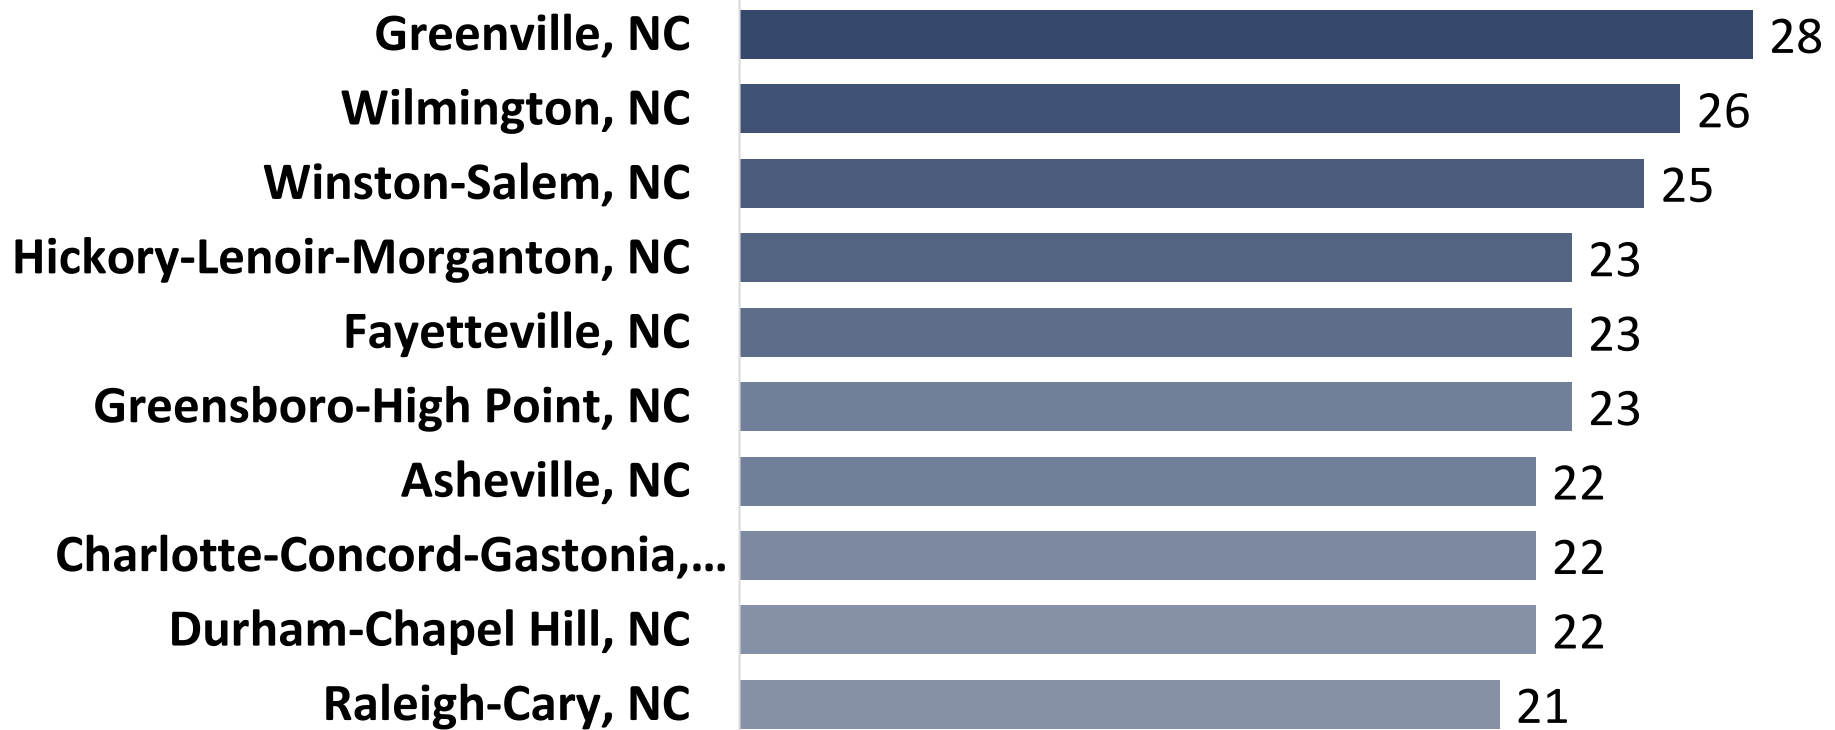 Greenville, NC 28
Wilmington, NC 26
Winston-Salem, NC 25
Hickory-Lenoir-Morganton, NC 23
Fayetteville, NC 23
Greensboro-High Point, NC 23
Asheville, NC 22
Charlotte-Concord-Gastonia,... 22
Durham-Chapel Hill, NC 22
Raleigh-Cary, NC 21